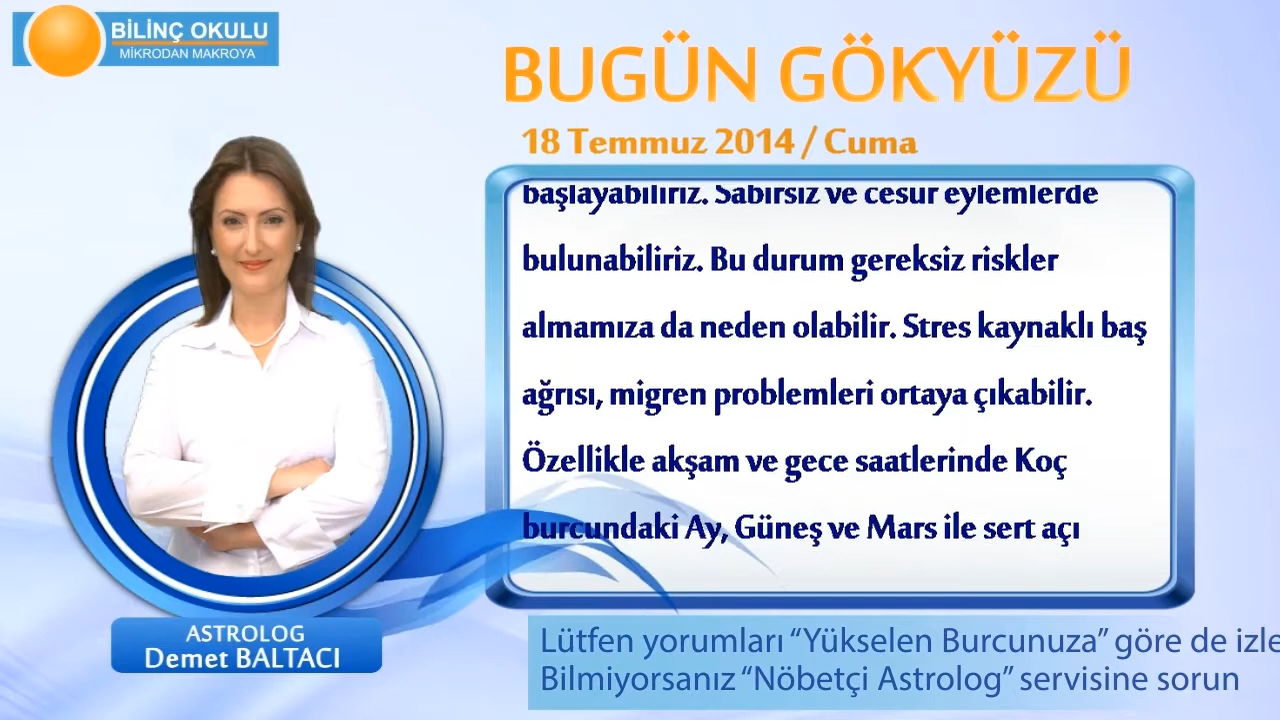 BİLİNÇ OKULU
MİKRODAN MAKROYA
BUGÜN GÖKYÜZÜ
18 Temmuz 2014 / Cuma
başlayabiliriz. Sabırsız ve cesur eylemlerde
bulunabiliriz. Bu durum gereksiz riskler
almamıza da neden olabilir. Stres kaynaklı baş
ağrısı, migren problemleri ortaya çıkabilir.
Özellikle akşam ve gece saatlerinde Koç
burcundaki Ay, Güneş ve Mars ile sert açı
ASTROLOG
Demet BALTACI
Lütfen yorumları “Yükselen Burcunuza” göre de izle
Bilmiyorsanız “Nöbetçi Astrolog” servisine sorun